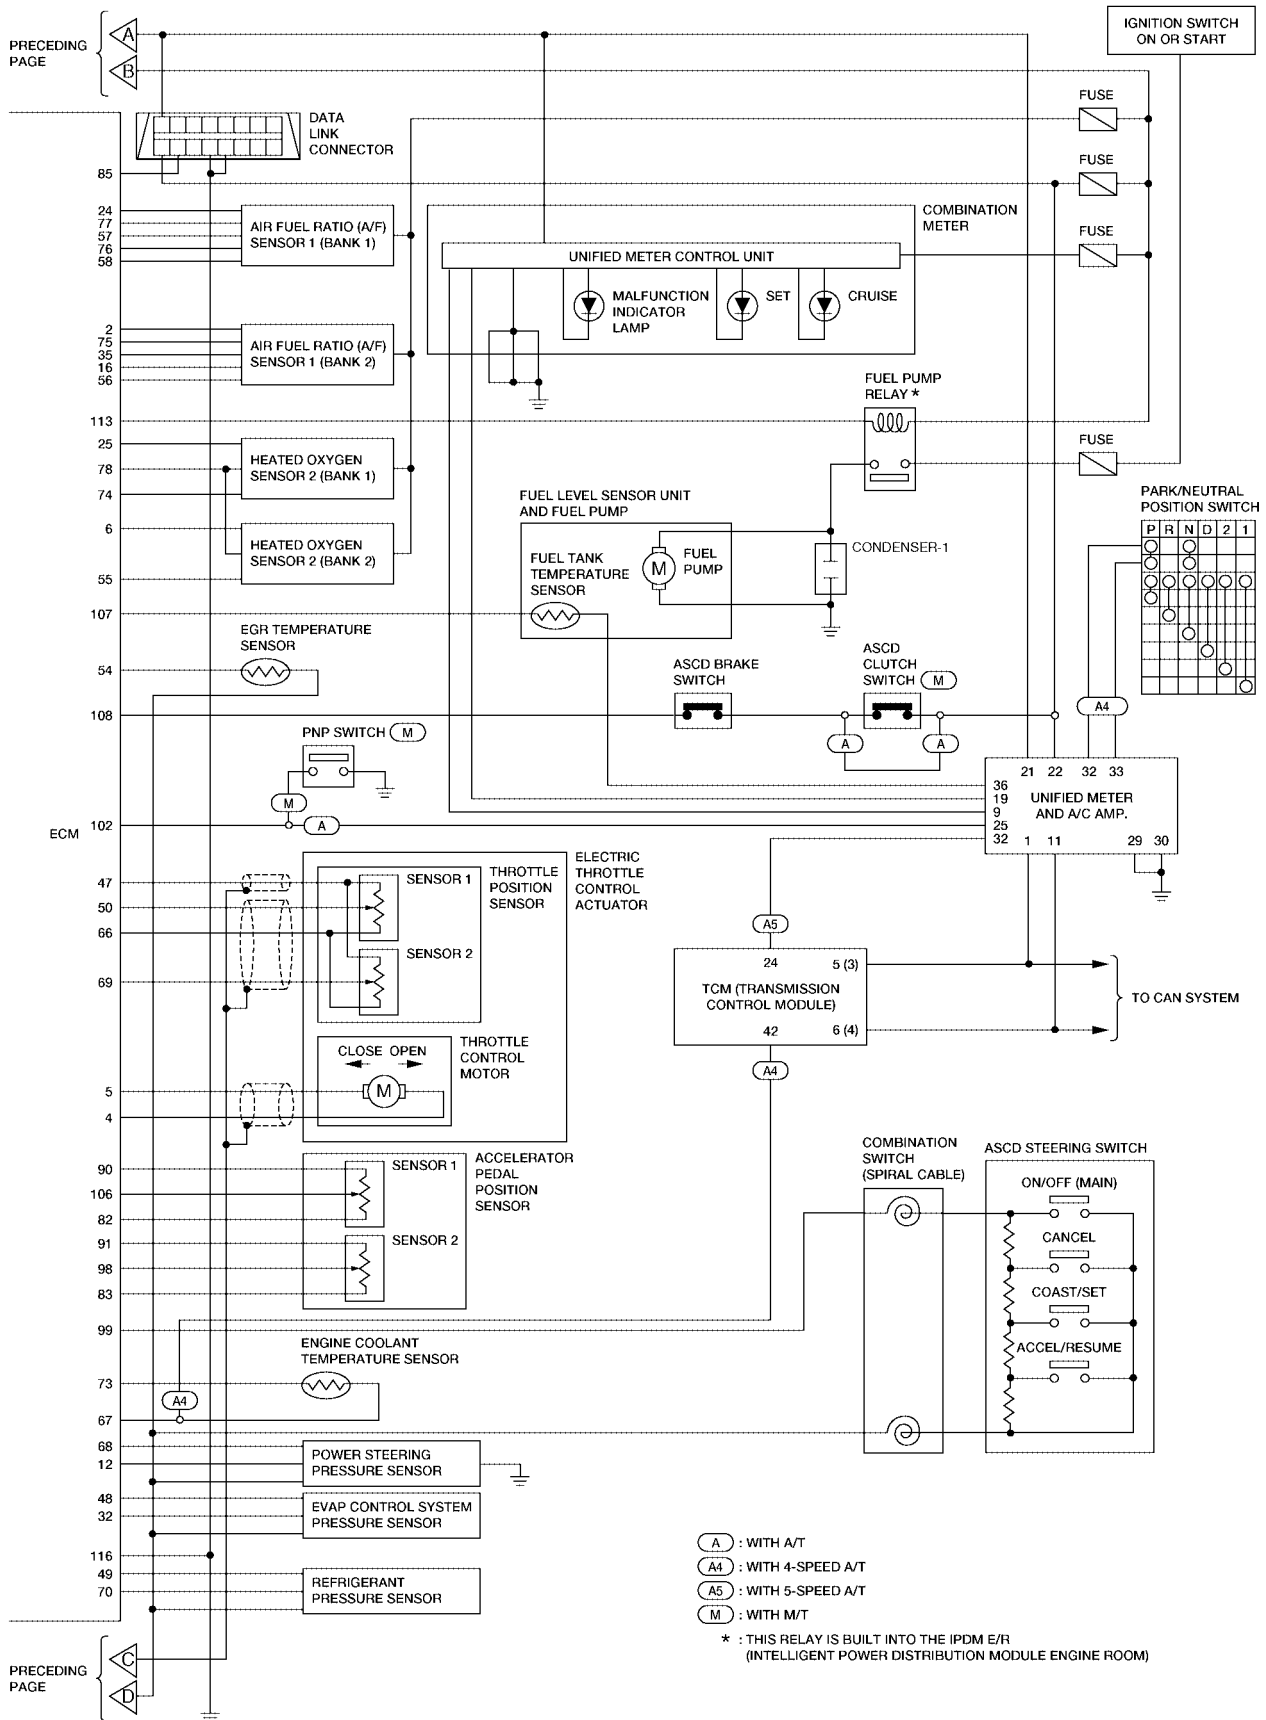 PRECEDING
PAGE
A
B
IGNITION SWITCH
ON OR START
FUSE
DATA
LINK
CONNECTOR
85
FUSE
24
77
57
76
58
AIR FUEL RATIO (A/F)
SENSOR 1 (BANK 1)
COMBINATION
METER
FUSE
UNIFIED METER CONTROL UNIT
MALFUNCTION
INDICATOR
LAMP
SET
CRUISE
2
75
35
16
56
AIR FUEL RATIO (A/F)
SENSOR 1 (BANK 2)
FUEL PUMP
RELAY *
113
25
78
74
HEATED OXYGEN
SENSOR 2 (BANK 1)
FUSE
FUEL LEVEL SENSOR UNIT
AND FUEL PUMP
PARK/NEUTRAL
POSITION SWITCH
P R N D 2 1
6
55
HEATED OXYGEN
SENSOR 2 (BANK 2)
FUEL TANK
TEMPERATURE
SENSOR
M
FUEL
PUMP
CONDENSER-1
107
EGR TEMPERATURE
SENSOR
54
ASCD BRAKE
SWITCH
ASCD
CLUTCH
SWITCH M
A4
108
A
A
PNP SWITCH M
M
21 22 32 33
36
19
9
25
32
UNIFIED METER
AND A/C AMP.
1 11 29 30
ECM
102
A
47
50
66
69
SENSOR 1
SENSOR 2
THROTTLE
POSITION
SENSOR
ELECTRIC
THROTTLE
CONTROL
ACTUATOR
A5
24
5 (3)
TCM (TRANSMISSION
CONTROL MODULE)
42
6 (4)
TO CAN SYSTEM
A4
CLOSE OPEN
M
THROTTLE
CONTROL
MOTOR
5
4
90
106
82
91
98
83
SENSOR 1
SENSOR 2
ACCELERATOR
PEDAL
POSITION
SENSOR
COMBINATION
SWITCH
(SPIRAL CABLE)
ASCD STEERING SWITCH
ON/OFF (MAIN)
CANCEL
COAST/SET
ACCEL/RESUME
99
ENGINE COOLANT
TEMPERATURE SENSOR
73
A4
67
68
12
POWER STEERING
PRESSURE SENSOR
48
32
EVAP CONTROL SYSTEM
PRESSURE SENSOR
116
49
70
REFRIGERANT
PRESSURE SENSOR
A : WITH A/T
A4 : WITH 4-SPEED A/T
A5 : WITH 5-SPEED A/T
M : WITH M/T
* : THIS RELAY IS BUILT INTO THE IPDM E/R
(INTELLIGENT POWER DISTRIBUTION MODULE ENGINE ROOM)
PRECEDING
PAGE
C
D